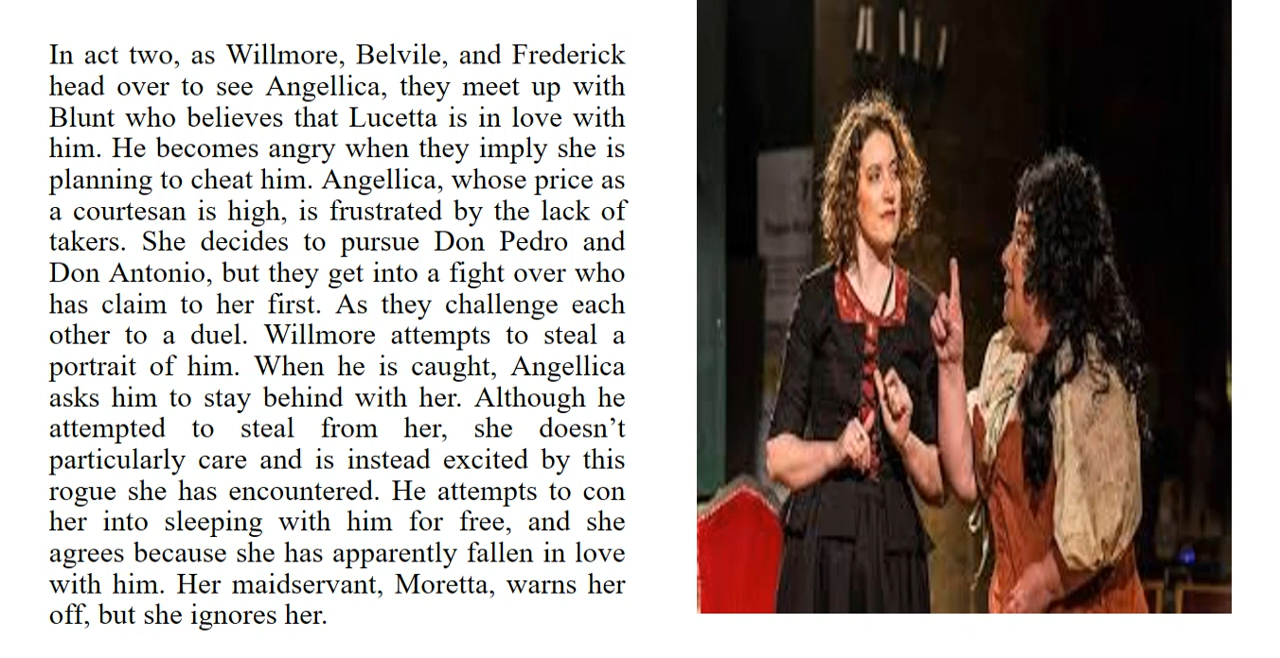 In act two, as Willmore, Belvile, and Frederick
head over to see Angellica, they meet up with
Blunt who believes that Lucetta is in love with
him. He becomes angry when they imply she is
planning to cheat him. Angellica, whose price as
a courtesan is high, is frustrated by the lack of
takers. She decides to pursue Don Pedro and
Don Antonio, but they get into a fight over who
has claim to her first. As they challenge each
other to a duel. Willmore attempts to steal a
portrait of him. When he is caught, Angellica
asks him to stay behind with her. Although he
attempted to steal from her, she doesn’t
particularly care and is instead excited by this
rogue she has encountered. He attempts to con
her into sleeping with him for free, and she
agrees because she has apparently fallen in love
with him. Her maidservant, Moretta, warns her
off, but she ignores her.